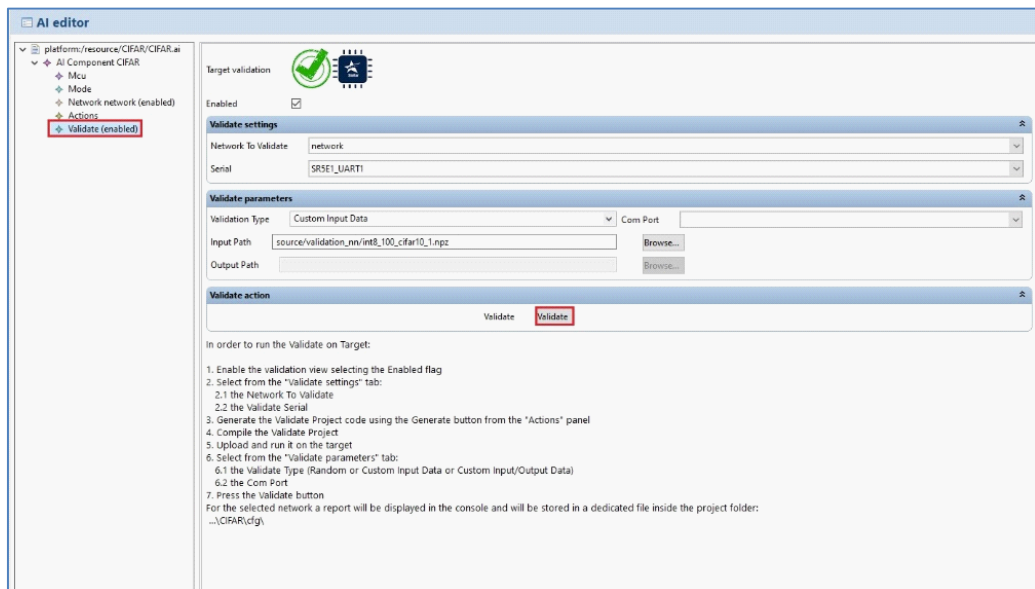 AI editor
platform:/resource/CIFAR/CIFAR.ai
AI Component CIFAR
Mcu
Mode
Network network (enabled)
Actions
Validate (enabled)
Target validation
Enabled
Validate settings
Network To Validate network
Serial SR5E1_UART1
Validate parameters
Validation Type Custom Input Data Com Port
Input Path source/validation_nn/int8_100_cifar10_1.npz Browse...
Output Path Browse...
Validate action
Validate Validate
In order to run the Validate on Target:
1. Enable the validation view selecting the Enabled flag
2. Select from the "Validate settings" tab:
2.1 the Network To Validate
2.2 the Validate Serial
3. Generate the Validate Project code using the Generate button from the "Actions" panel
4. Compile the Validate Project
5. Upload and run it on the target
6. Select from the "Validate parameters" tab:
6.1 the Validate Type (Random or Custom Input Data or Custom Input/Output Data)
6.2 the Com Port
7. Press the Validate button
For the selected network a report will be displayed in the console and will be stored in a dedicated file inside the project folder:
...\CIFAR\cfg\